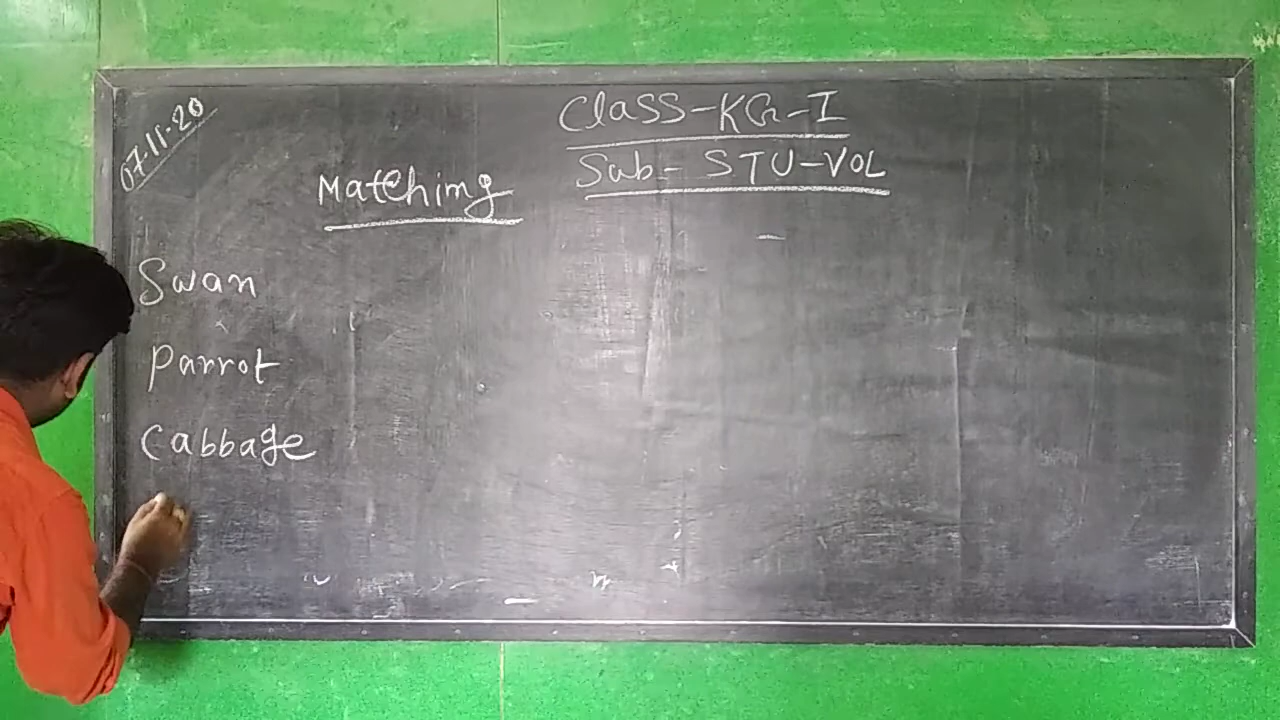 07.11.20
Class-KG-I
Sub- STU-VOL
Matching
Swan
Parrot
Cabbage